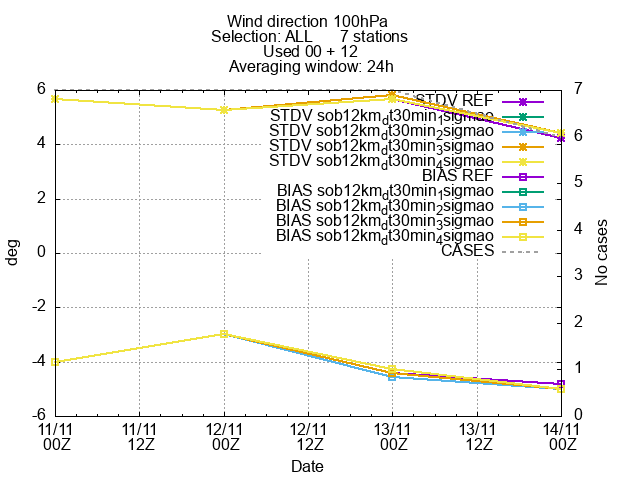 Wind direction 100hPa
Selection: ALL 7 stations
Used 00 + 12
Averaging window: 24h
STDV REF
STDV sob12km_dt30min_1sigmao
STDV sob12km_dt30min_2sigmao
STDV sob12km_dt30min_3sigmao
STDV sob12km_dt30min_4sigmao
BIAS REF
BIAS sob12km_dt30min_1sigmao
BIAS sob12km_dt30min_2sigmao
BIAS sob12km_dt30min_3sigmao
BIAS sob12km_dt30min_4sigmao
CASES
deg
6
4
2
0
-2
-4
-6
No cases
7
6
5
4
3
2
1
0
11/11 11/11 12/11 12/11 13/11 13/11 14/11
00Z 12Z 00Z 12Z 00Z 12Z 00Z
Date